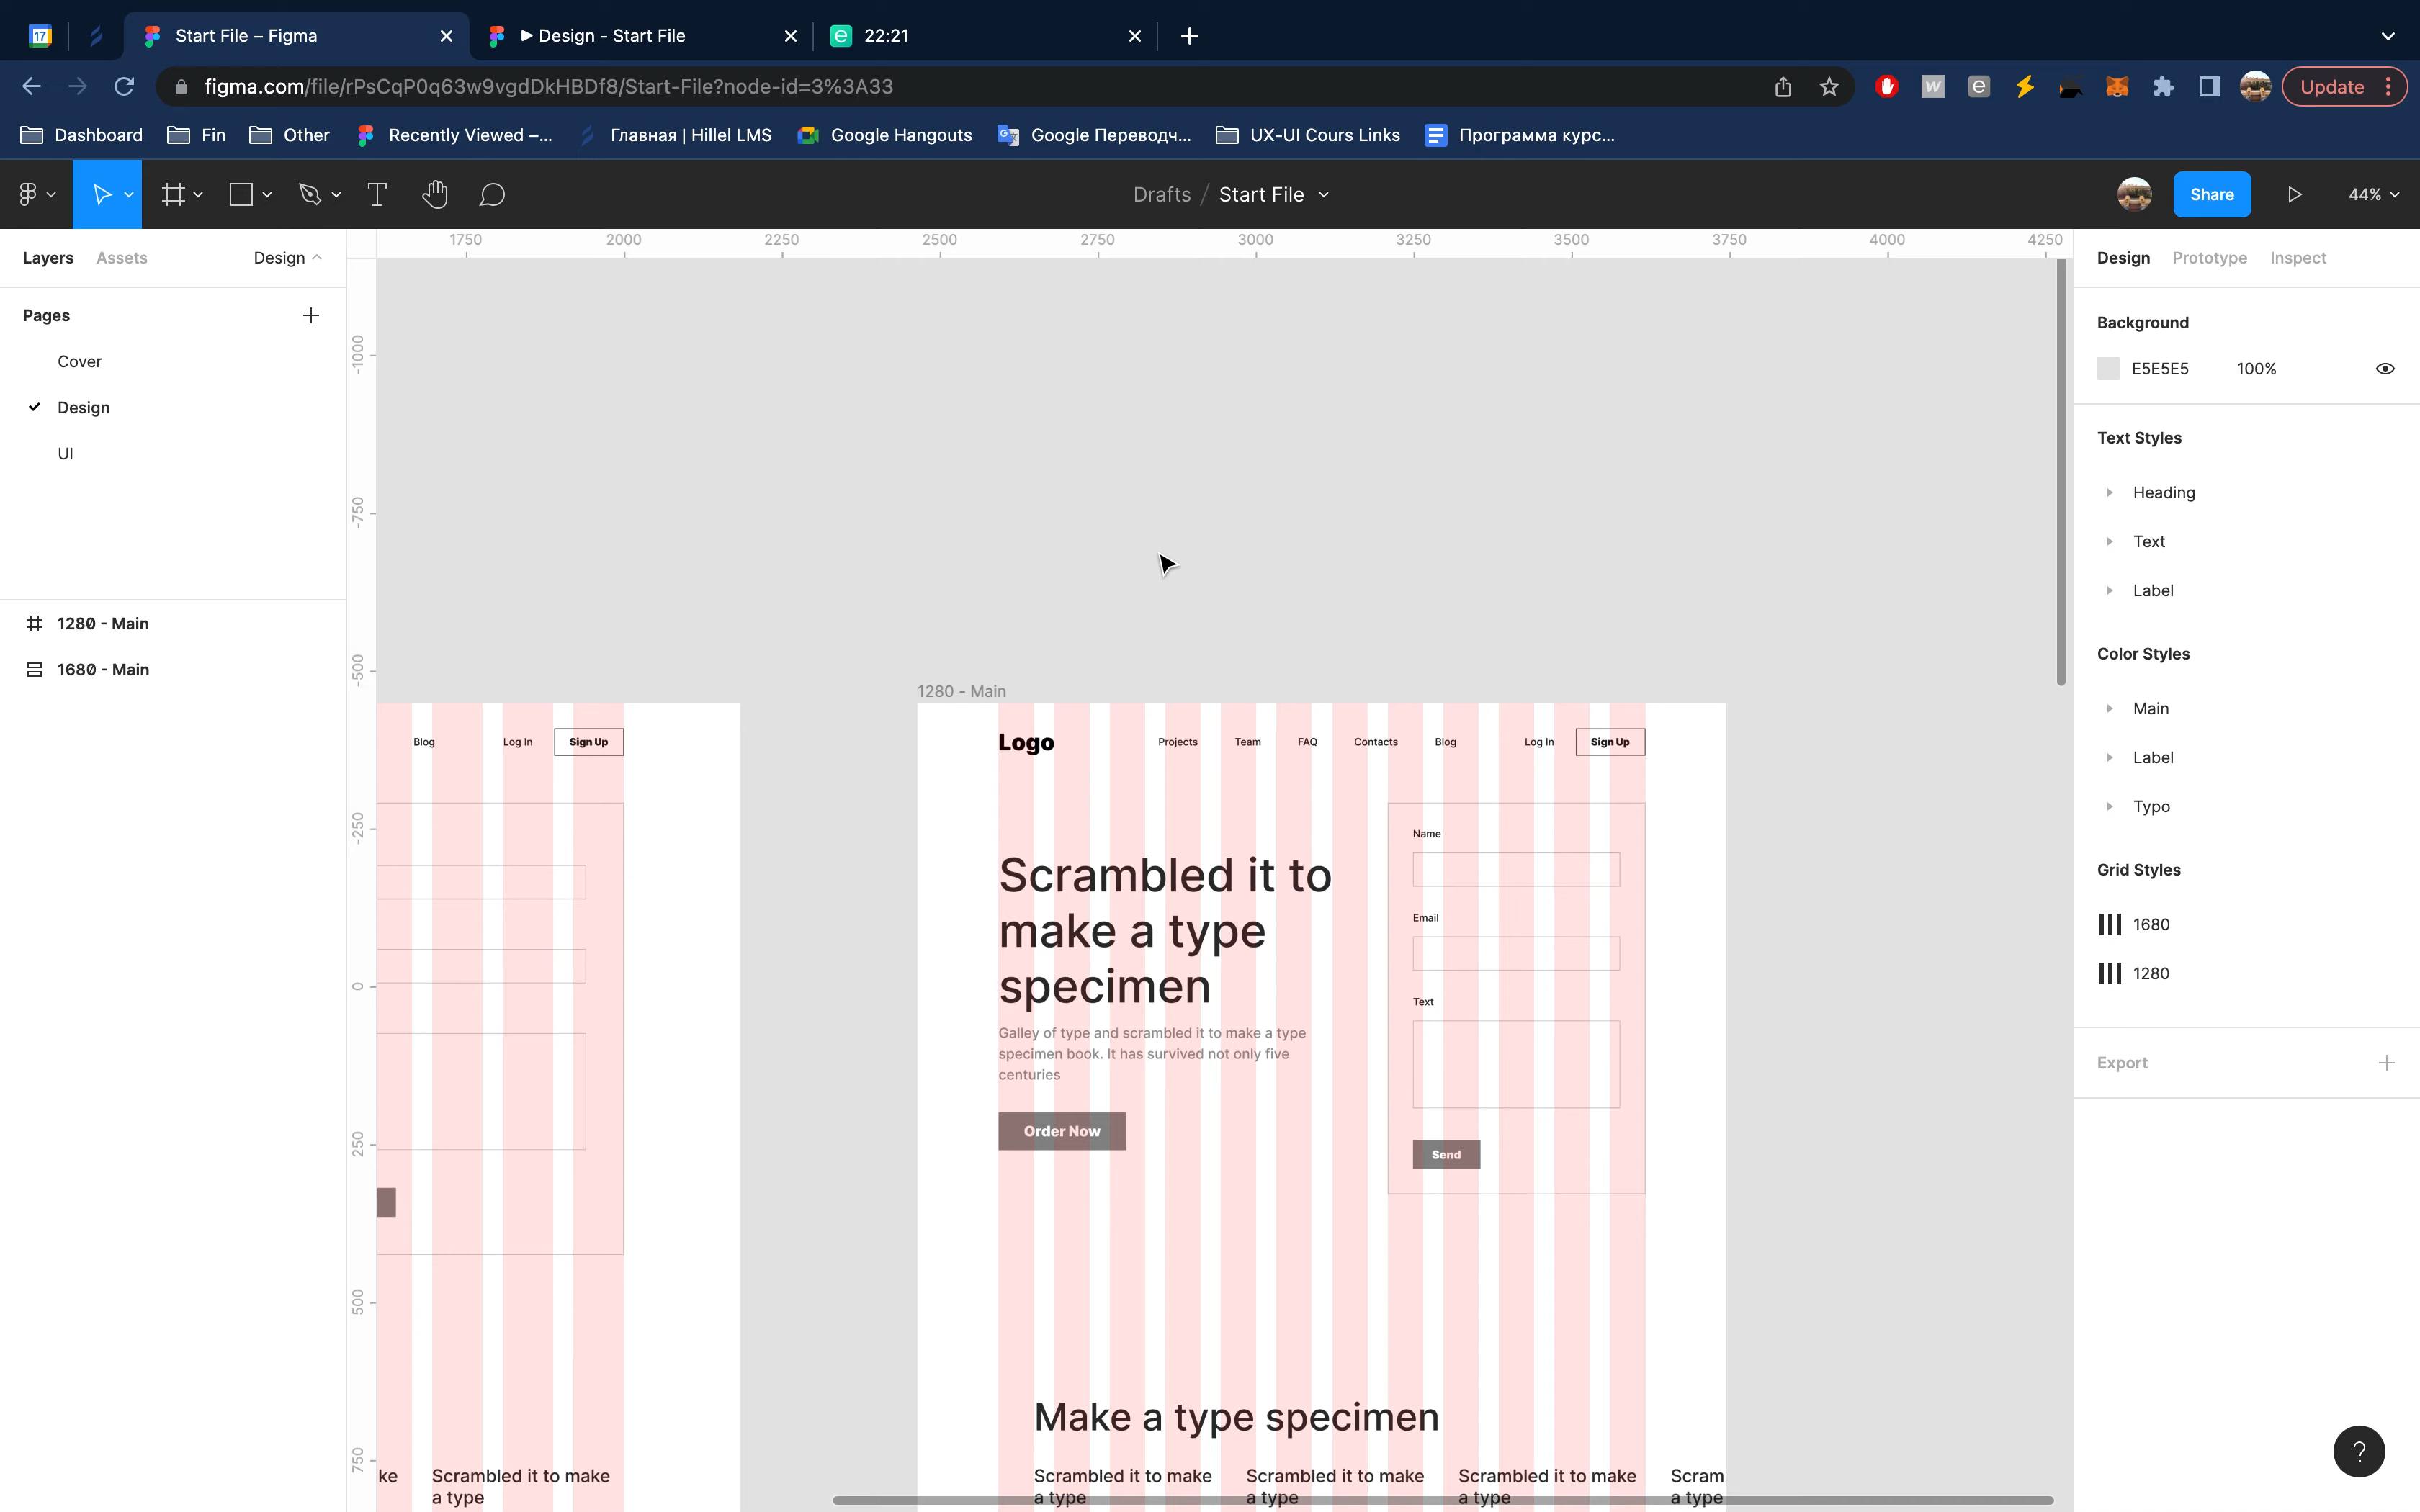 17
Start File – Figma
Design - Start File
e
22:21
figma.com/file/rPsCqP0q63w9vgdDkHBDf8/Start-File?node-id=3%3A33
w
e
Update
Dashboard
Fin
Other
Recently Viewed –...
Главная | Hillel LMS
Google Hangouts
Google Переводч...
UX-UI Cours Links
Программа курс...
T
Drafts / Start File
Share
44%
Layers
Assets
Design
1750
2000
2250
2500
2750
3000
3250
3500
3750
4000
4250
Design
Prototype
Inspect
Pages
Cover
Design
UI
1280 - Main
1680 - Main
-1000
-750
-500
-250
0
250
500
750
Blog
Log In
Sign Up
ke
Scrambled it to make
a type
1280 - Main
Logo
Projects
Team
FAQ
Contacts
Blog
Log In
Sign Up
Scrambled it to
make a type
specimen
Galley of type and scrambled it to make a type
specimen book. It has survived not only five
centuries
Order Now
Name
Email
Text
Send
Make a type specimen
Scrambled it to make
a type
Scrambled it to make
a type
Scrambled it to make
a type
Scram
a type
Background
E5E5E5
100%
Text Styles
Heading
Text
Label
Color Styles
Main
Label
Typo
Grid Styles
1680
1280
Export
?